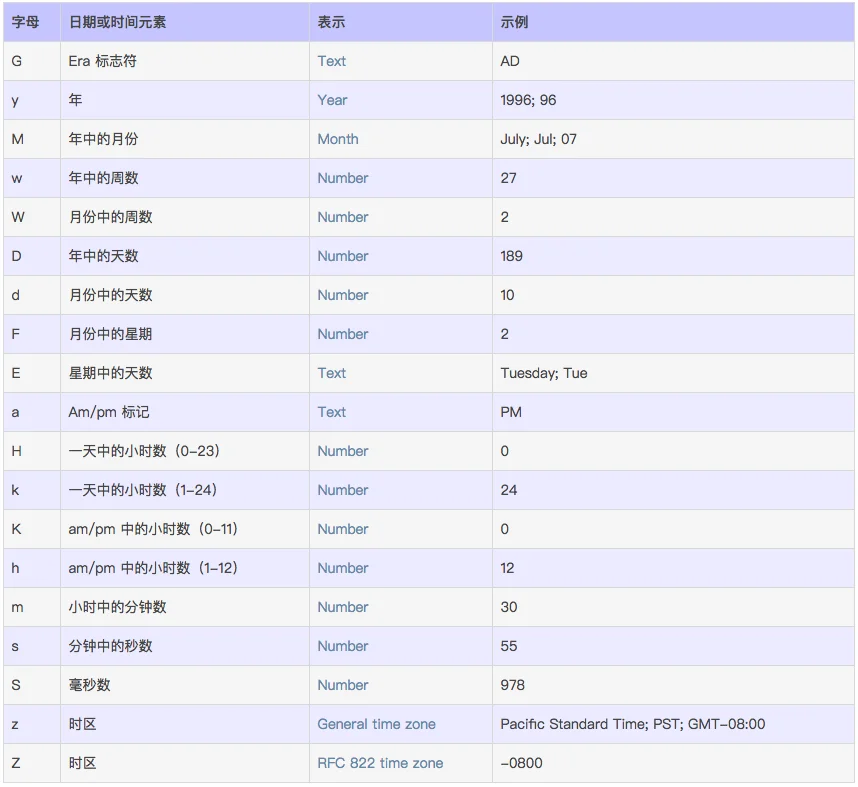 字母 日期或时间元素 表示 示例
G Era 标志符 Text AD
y 年 Year 1996; 96
M 年中的月份 Month July; Jul; 07
w 年中的周数 Number 27
W 月份中的周数 Number 2
D 年中的天数 Number 189
d 月份中的天数 Number 10
F 月份中的星期 Number 2
E 星期中的天数 Text Tuesday; Tue
a Am/pm 标记 Text PM
H 一天中的小时数（0-23） Number 0
k 一天中的小时数（1-24） Number 24
K am/pm 中的小时数（0-11） Number 0
h am/pm 中的小时数（1-12） Number 12
m 小时中的分钟数 Number 30
s 分钟中的秒数 Number 55
S 毫秒数 Number 978
z 时区 General time zone Pacific Standard Time; PST; GMT-08:00
Z 时区 RFC 822 time zone -0800